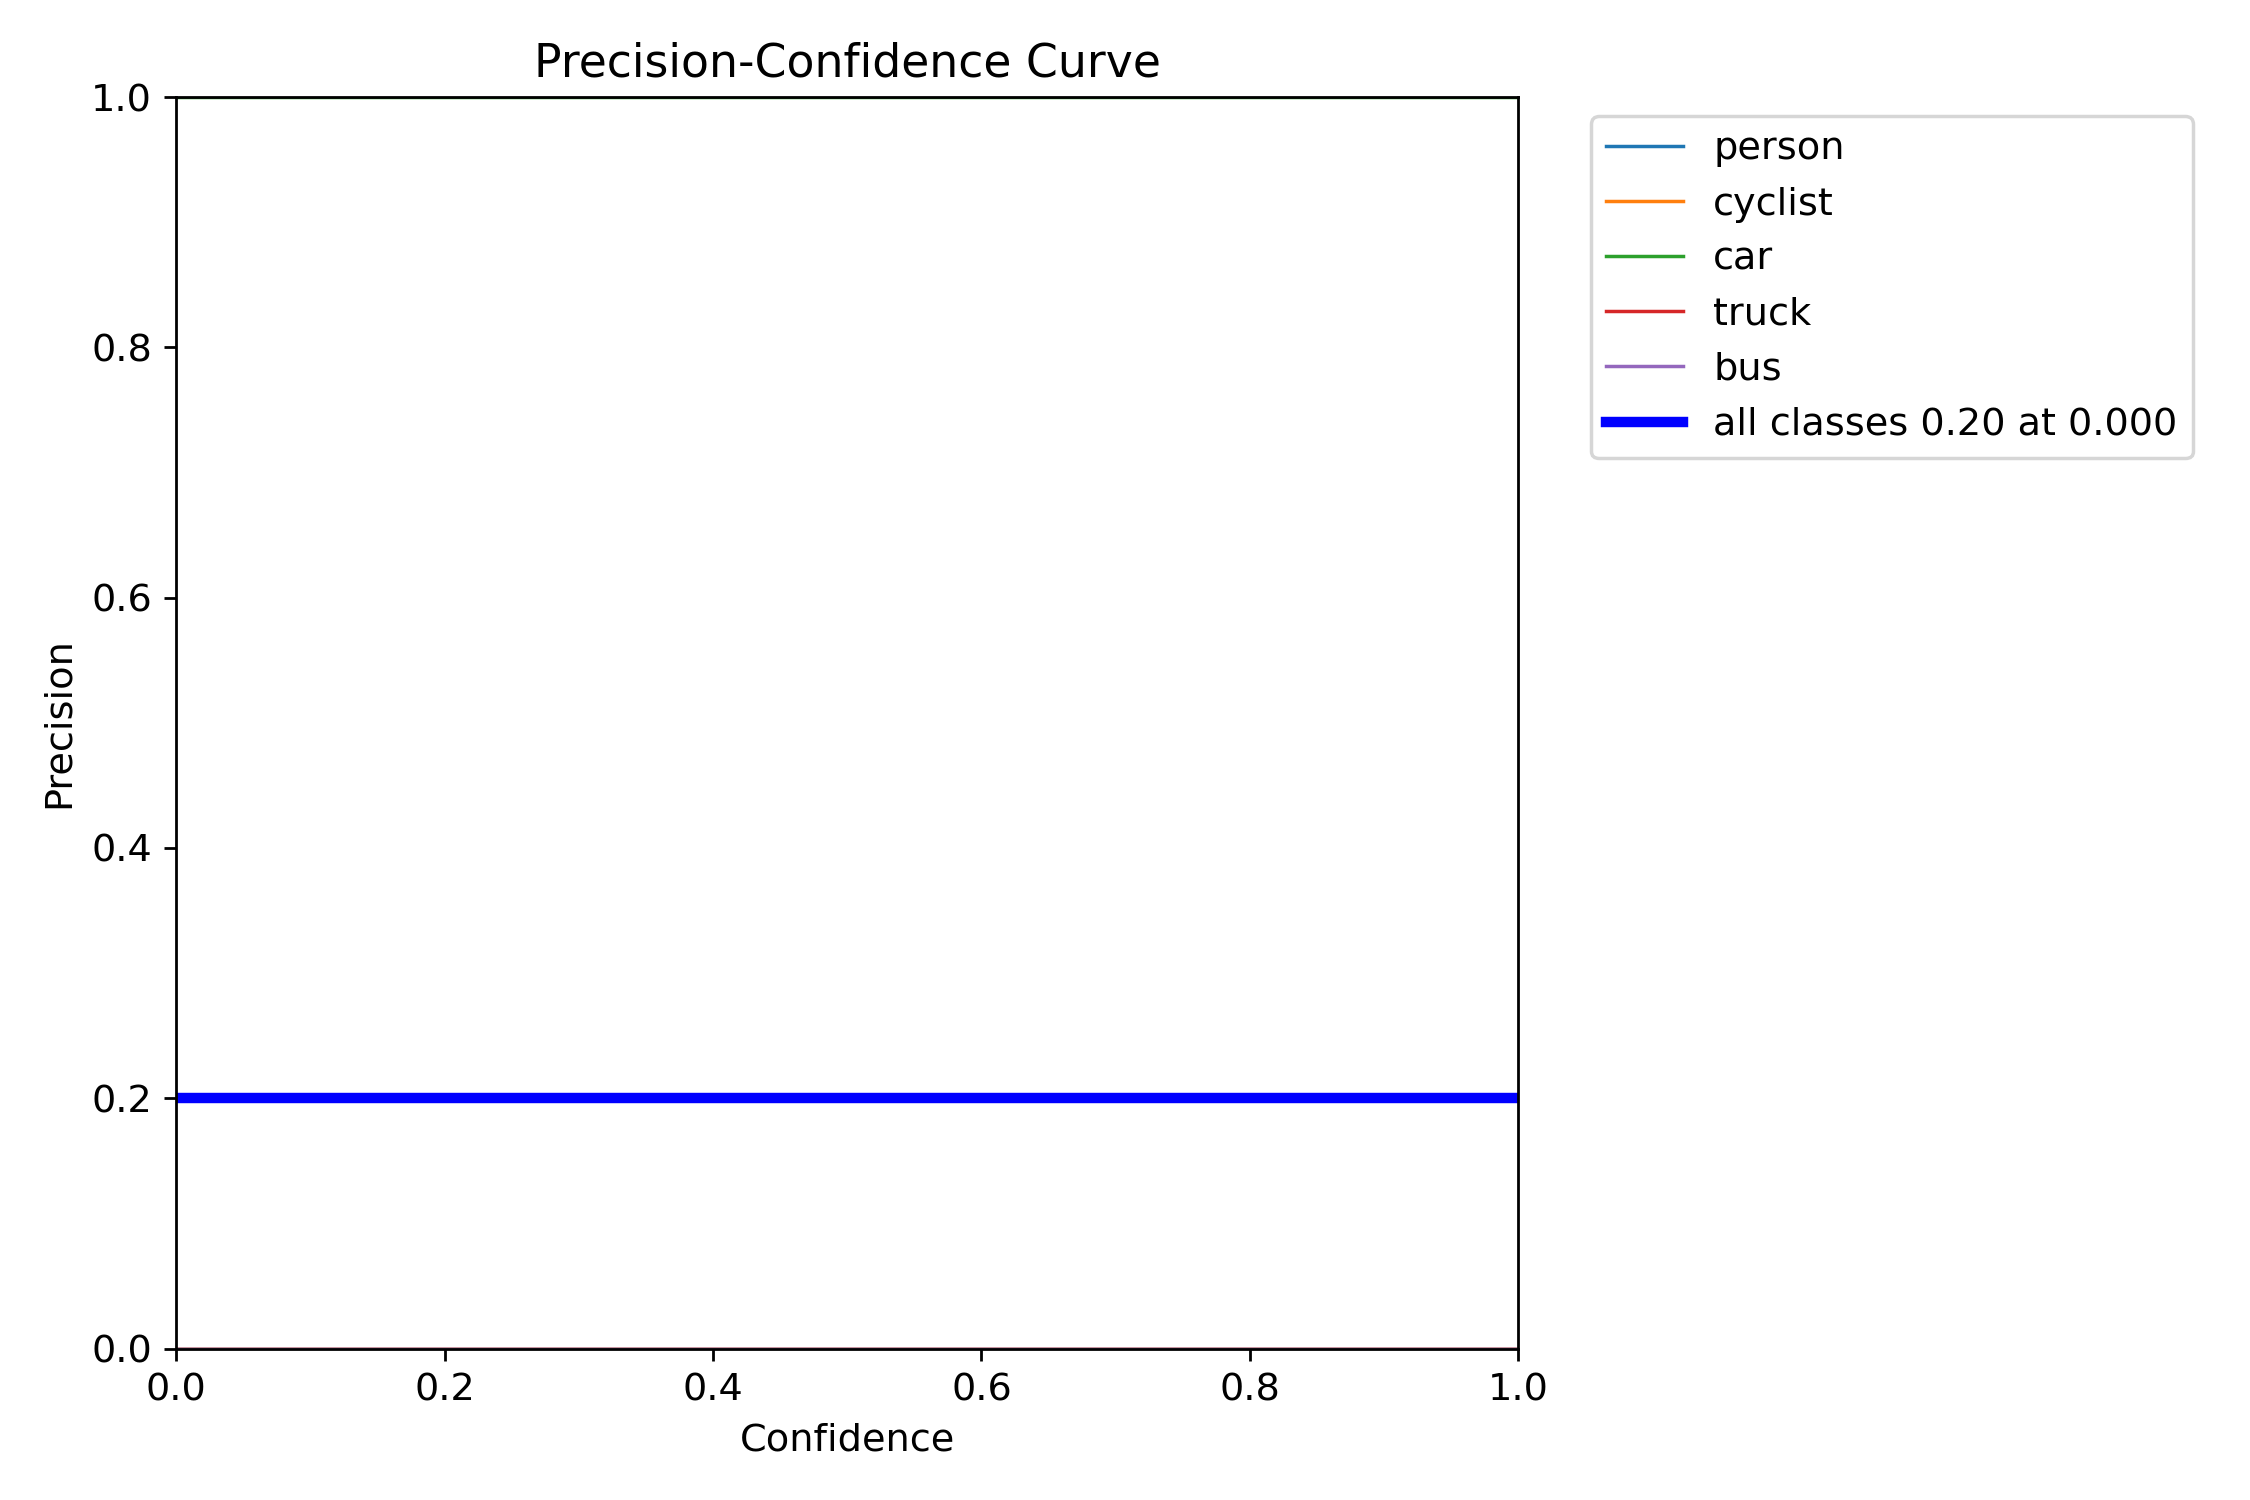 Precision-Confidence Curve
1.0
0.8
0.6
0.4
0.2
0.0
Precision
0.0 0.2 0.4 0.6 0.8 1.0
Confidence
person
cyclist
car
truck
bus
all classes 0.20 at 0.000